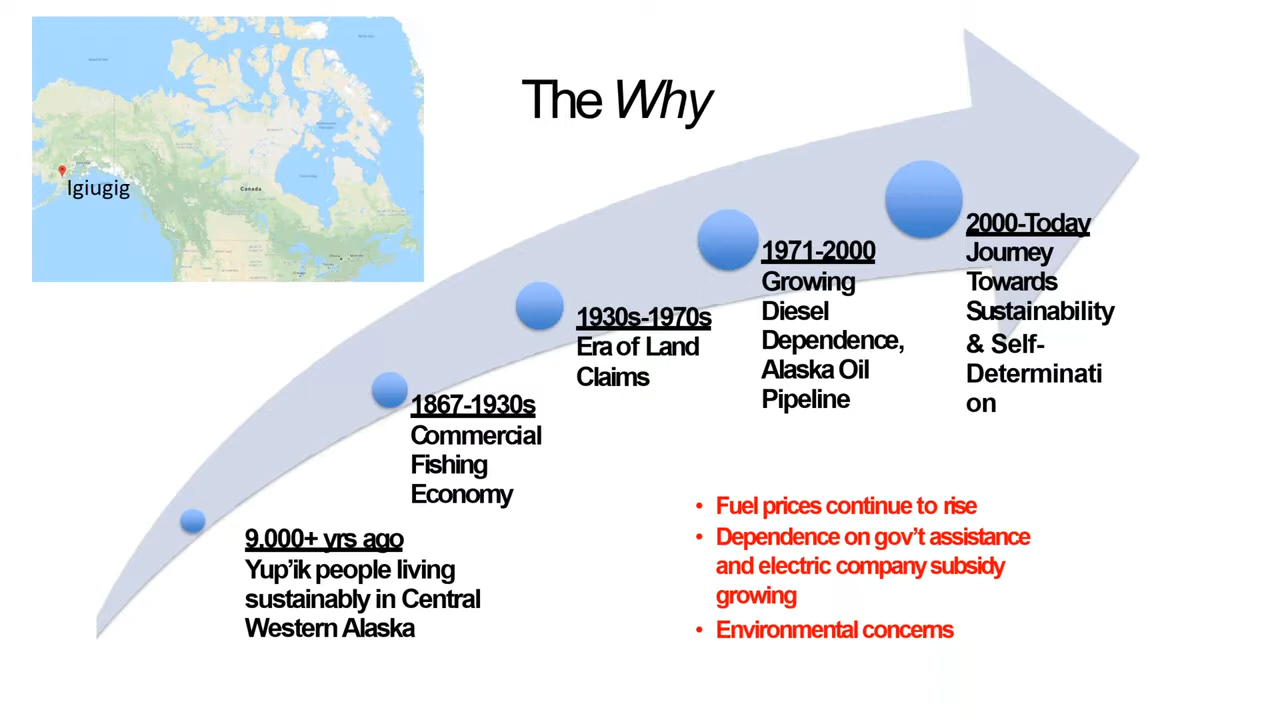 The Why
Igiugig
Canada
9,000+ yrs ago
Yup’ik people living
sustainably in Central
Western Alaska
1867-1930s
Commercial
Fishing
Economy
1930s-1970s
Era of Land
Claims
1971-2000
Growing
Diesel
Dependence,
Alaska Oil
Pipeline
2000-Today
Journey
Towards
Sustainability
& Self-
Determinati
on
• Fuel prices continue to rise
• Dependence on gov’t assistance
and electric company subsidy
growing
• Environmental concerns